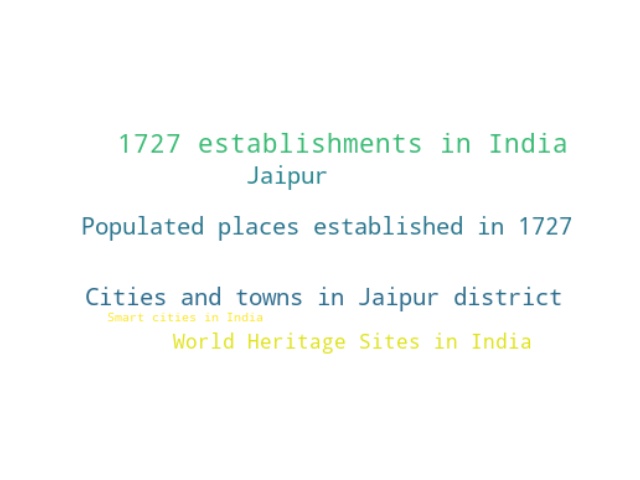 1727 establishments in India
Jaipur
Populated places established in 1727
Cities and towns in Jaipur district
Smart cities in India
World Heritage Sites in India